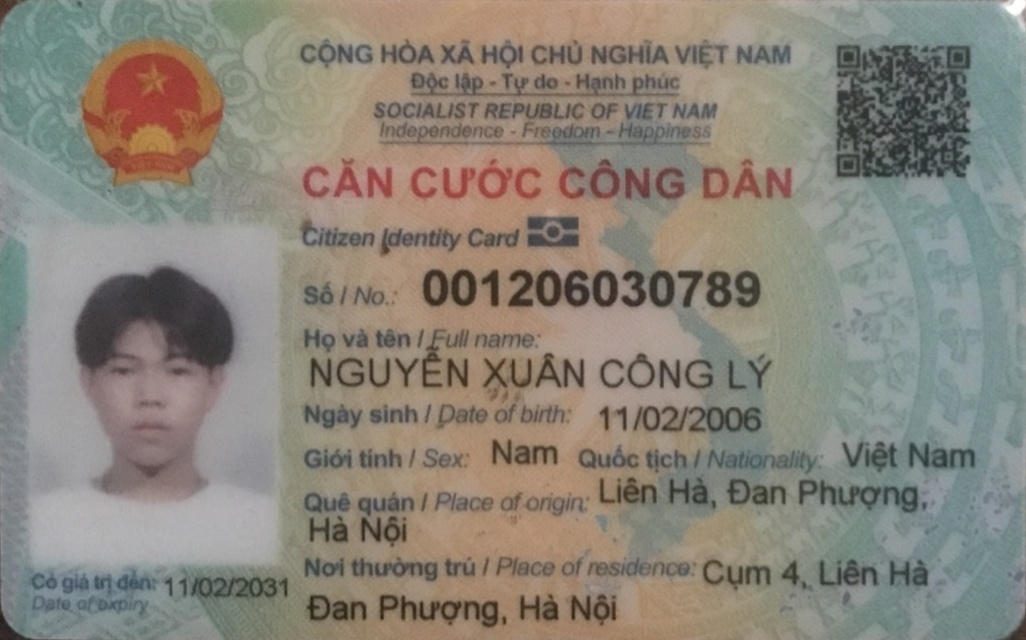 CỘNG HÒA XÃ HỘI CHỦ NGHĨA VIỆT NAM
Độc lập - Tự do - Hạnh phúc
SOCIALIST REPUBLIC OF VIET NAM
Independence - Freedom - Happiness
CĂN CƯỚC CÔNG DÂN
Citizen Identity Card
Số / No.: 001206030789
Họ và tên / Full name:
NGUYỄN XUÂN CÔNG LÝ
Ngày sinh / Date of birth: 11/02/2006
Giới tính / Sex: Nam Quốc tịch / Nationality: Việt Nam
Quê quán / Place of origin: Liên Hà, Đan Phượng,
Hà Nội
Nơi thường trú / Place of residence: Cụm 4, Liên Hà
Đan Phượng, Hà Nội
Có giá trị đến: 11/02/2031
Date of expiry